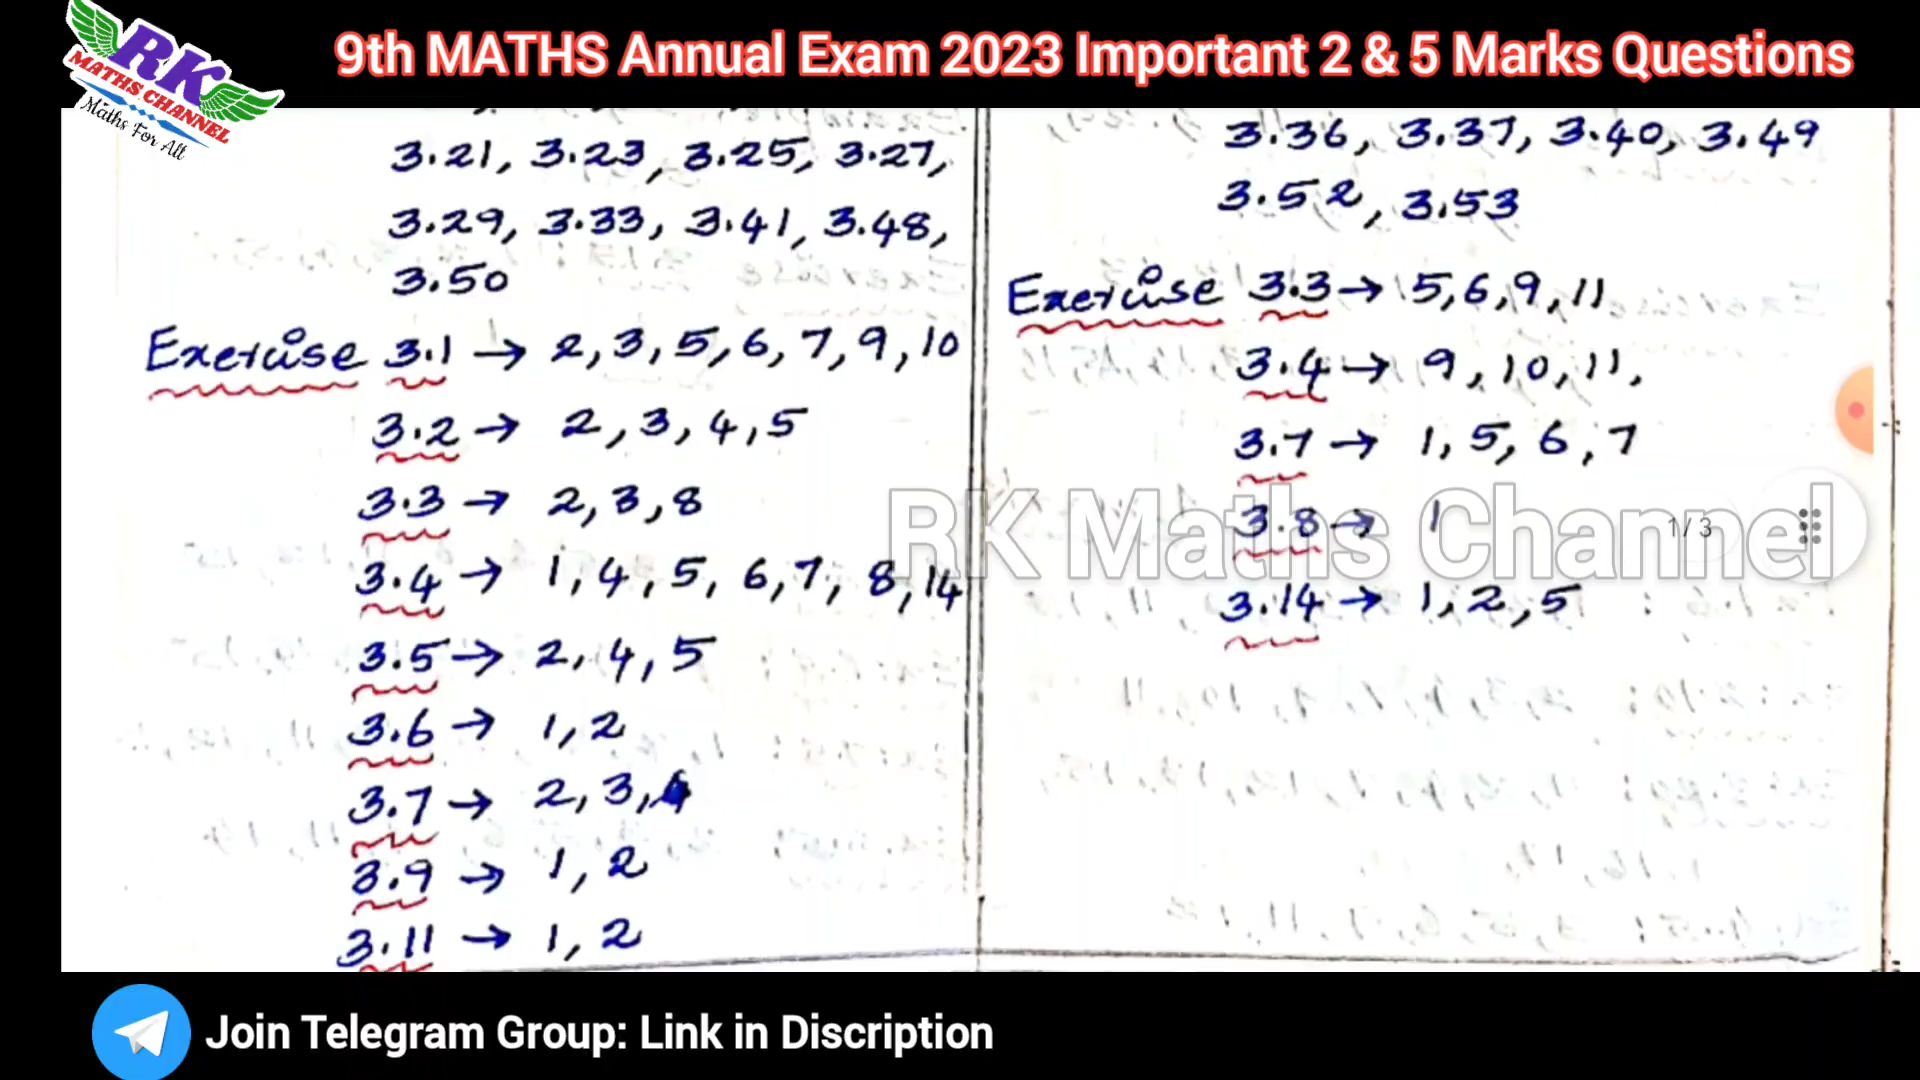 RK
MATHS CHANNEL
Maths For All
9th MATHS Annual Exam 2023 Important 2 & 5 Marks Questions
3.21, 3.23, 3.25, 3.27,
3.29, 3.33, 3.41, 3.48,
3.50
Exercise 3.1 → 2, 3, 5, 6, 7, 9, 10
3.2 → 2, 3, 4, 5
3.3 → 2, 3, 8
3.4 → 1, 4, 5, 6, 7, 8, 14
3.5 → 2, 4, 5
3.6 → 1, 2
3.7 → 2, 3, 4
3.9 → 1, 2
3.11 → 1, 2
3.36, 3.37, 3.40, 3.49
3.52, 3.53
Exercise 3.3 → 5, 6, 9, 11
3.4 → 9, 10, 11,
3.7 → 1, 5, 6, 7
3.8 → 1
3.14 → 1, 2, 5
RK Maths Channel
1/3
Join Telegram Group: Link in Discription